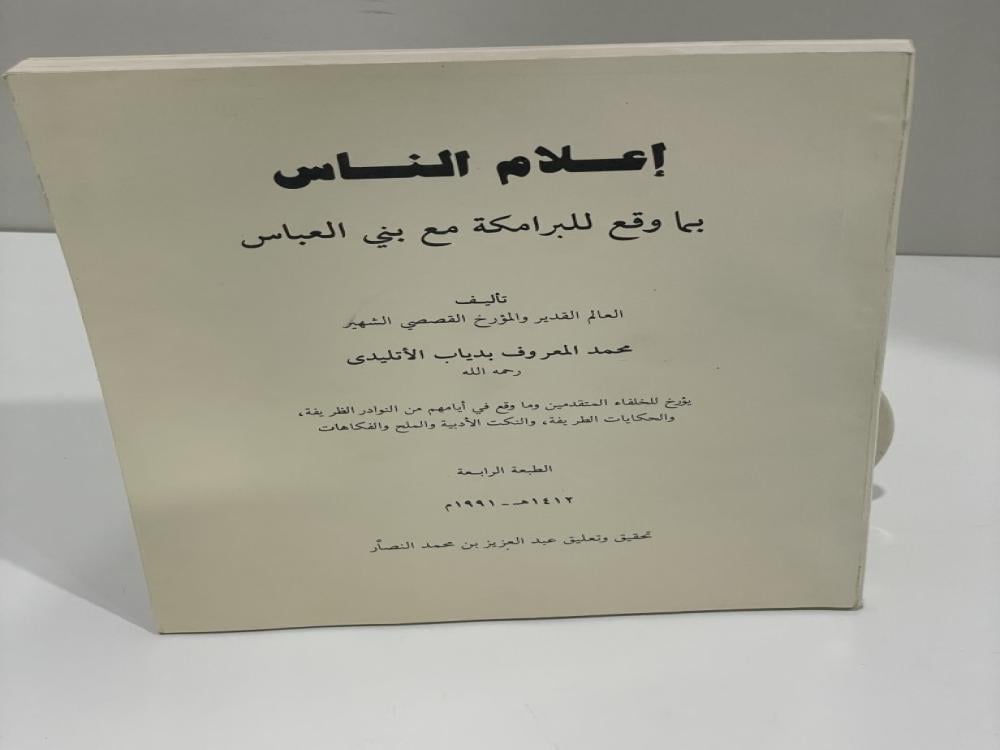 إعلام الناس
بما وقع للبرامكة مع بني العباس
تأليف
العالم القدير والمؤرخ القصصي الشهير
محمد المعروف بدياب الأتليدى
رحمه الله
يؤرخ للخلفاء المتقدمين وما وقع في أيامهم من النوادر الظريفة،
والحكايات الطريفة، والنكت الأدبية والملح والفكاهات
الطبعة الرابعة
١٤١٢هـ - ١٩٩١م
تحقيق وتعليق عبد العزيز بن محمد النصار